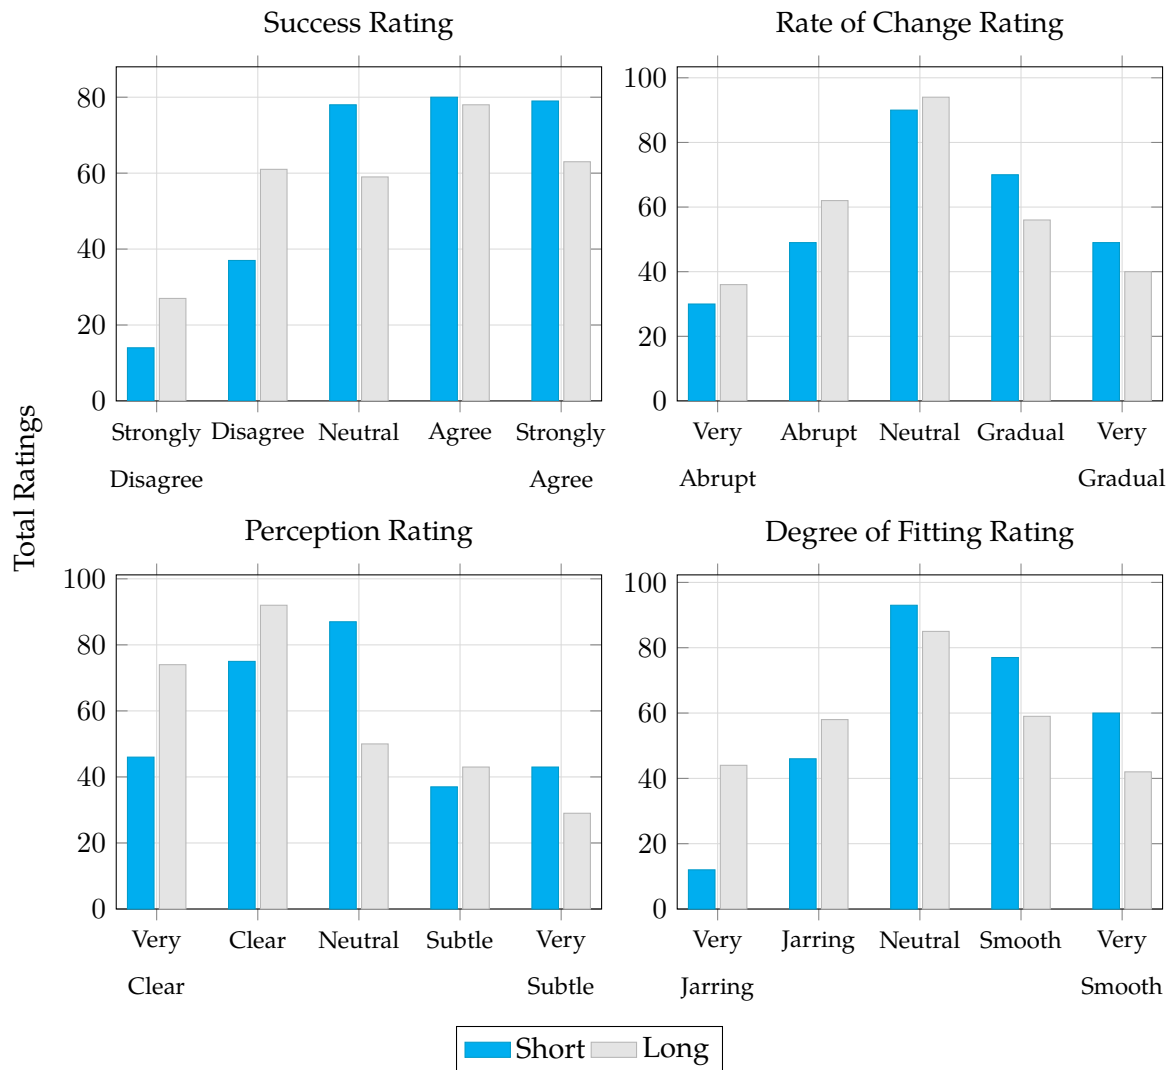 Success Rating
Rate of Change Rating
80
60
40
20
0
100
80
60
40
20
0
Strongly Disagree Neutral Agree Strongly
Disagree Agree
Very Abrupt Neutral Gradual Very
Abrupt Gradual
Total Ratings
Perception Rating
Degree of Fitting Rating
100
80
60
40
20
0
100
80
60
40
20
0
Very Clear Neutral Subtle Very
Clear Subtle
Very Jarring Neutral Smooth Very
Jarring Smooth
Short Long